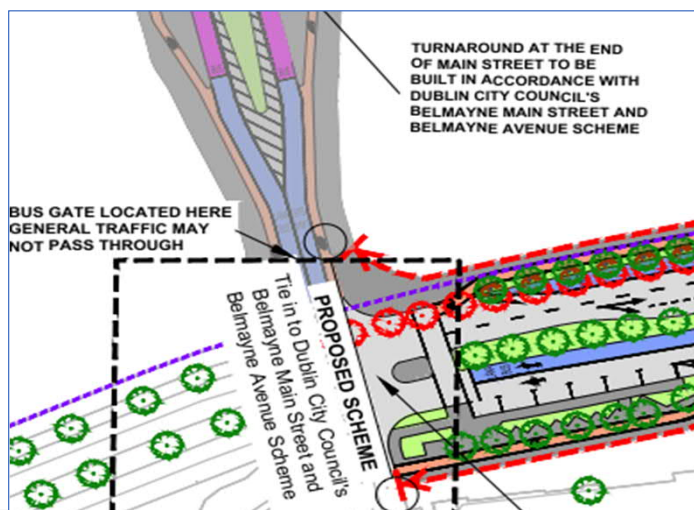 TURNAROUND AT THE END
OF MAIN STREET TO BE
BUILT IN ACCORDANCE WITH
DUBLIN CITY COUNCIL'S
BELMAYNE MAIN STREET AND
BELMAYNE AVENUE SCHEME
BUS GATE LOCATED HERE
GENERAL TRAFFIC MAY
NOT PASS THROUGH
PROPOSED SCHEME
Tie in to Dublin City Council's
Belmayne Main Street and
Belmayne Avenue Scheme